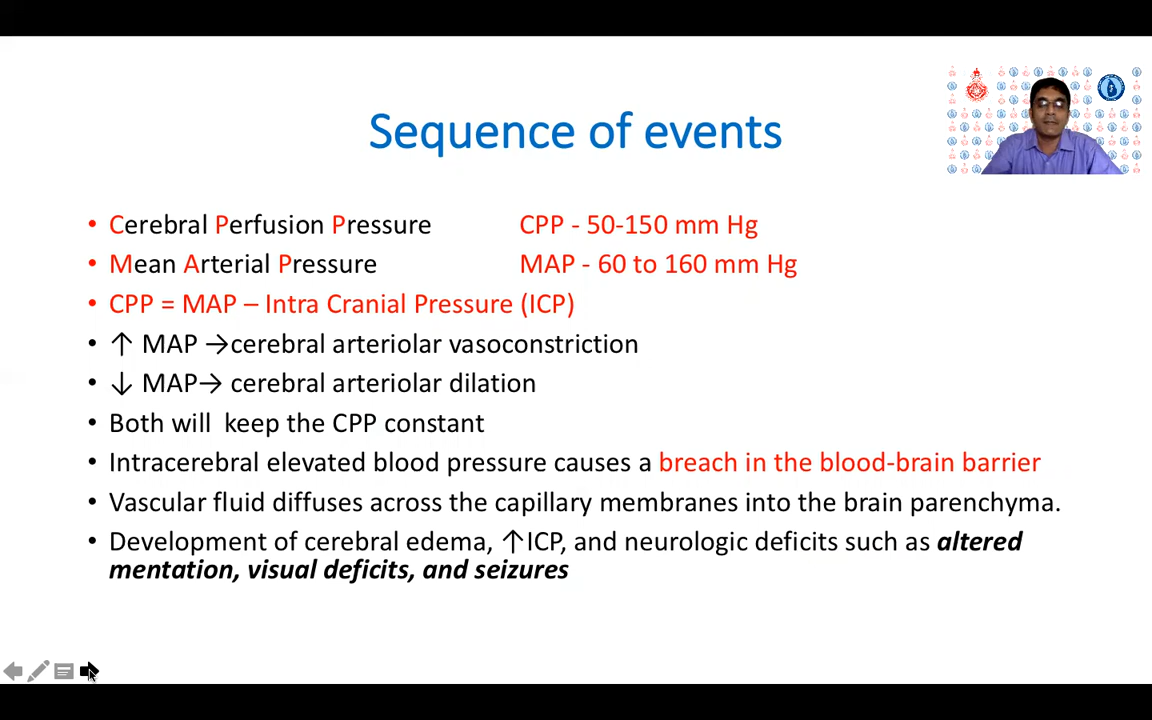 Sequence of events
• Cerebral Perfusion Pressure CPP - 50-150 mm Hg
• Mean Arterial Pressure MAP - 60 to 160 mm Hg
• CPP = MAP – Intra Cranial Pressure (ICP)
• ↑ MAP →cerebral arteriolar vasoconstriction
• ↓ MAP→ cerebral arteriolar dilation
• Both will keep the CPP constant
• Intracerebral elevated blood pressure causes a breach in the blood-brain barrier
• Vascular fluid diffuses across the capillary membranes into the brain parenchyma.
• Development of cerebral edema, ↑ICP, and neurologic deficits such as altered
mentation, visual deficits, and seizures